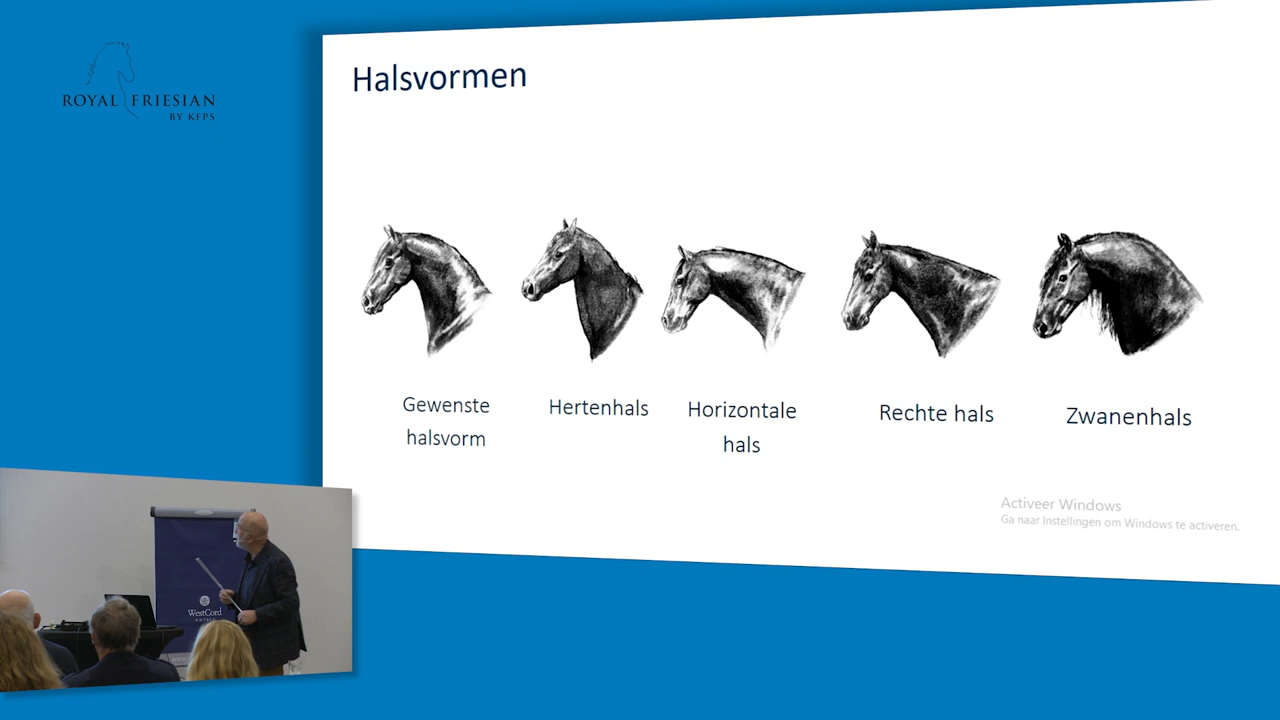 ROYAL FRIESIAN
BY KFPS
Halsvormen
Gewenste
halsvorm
Hertenhals
Horizontale
hals
Rechte hals
Zwanenhals
Activeer Windows
Ga naar Instellingen om Windows te activeren.
WestCord
HOTELS